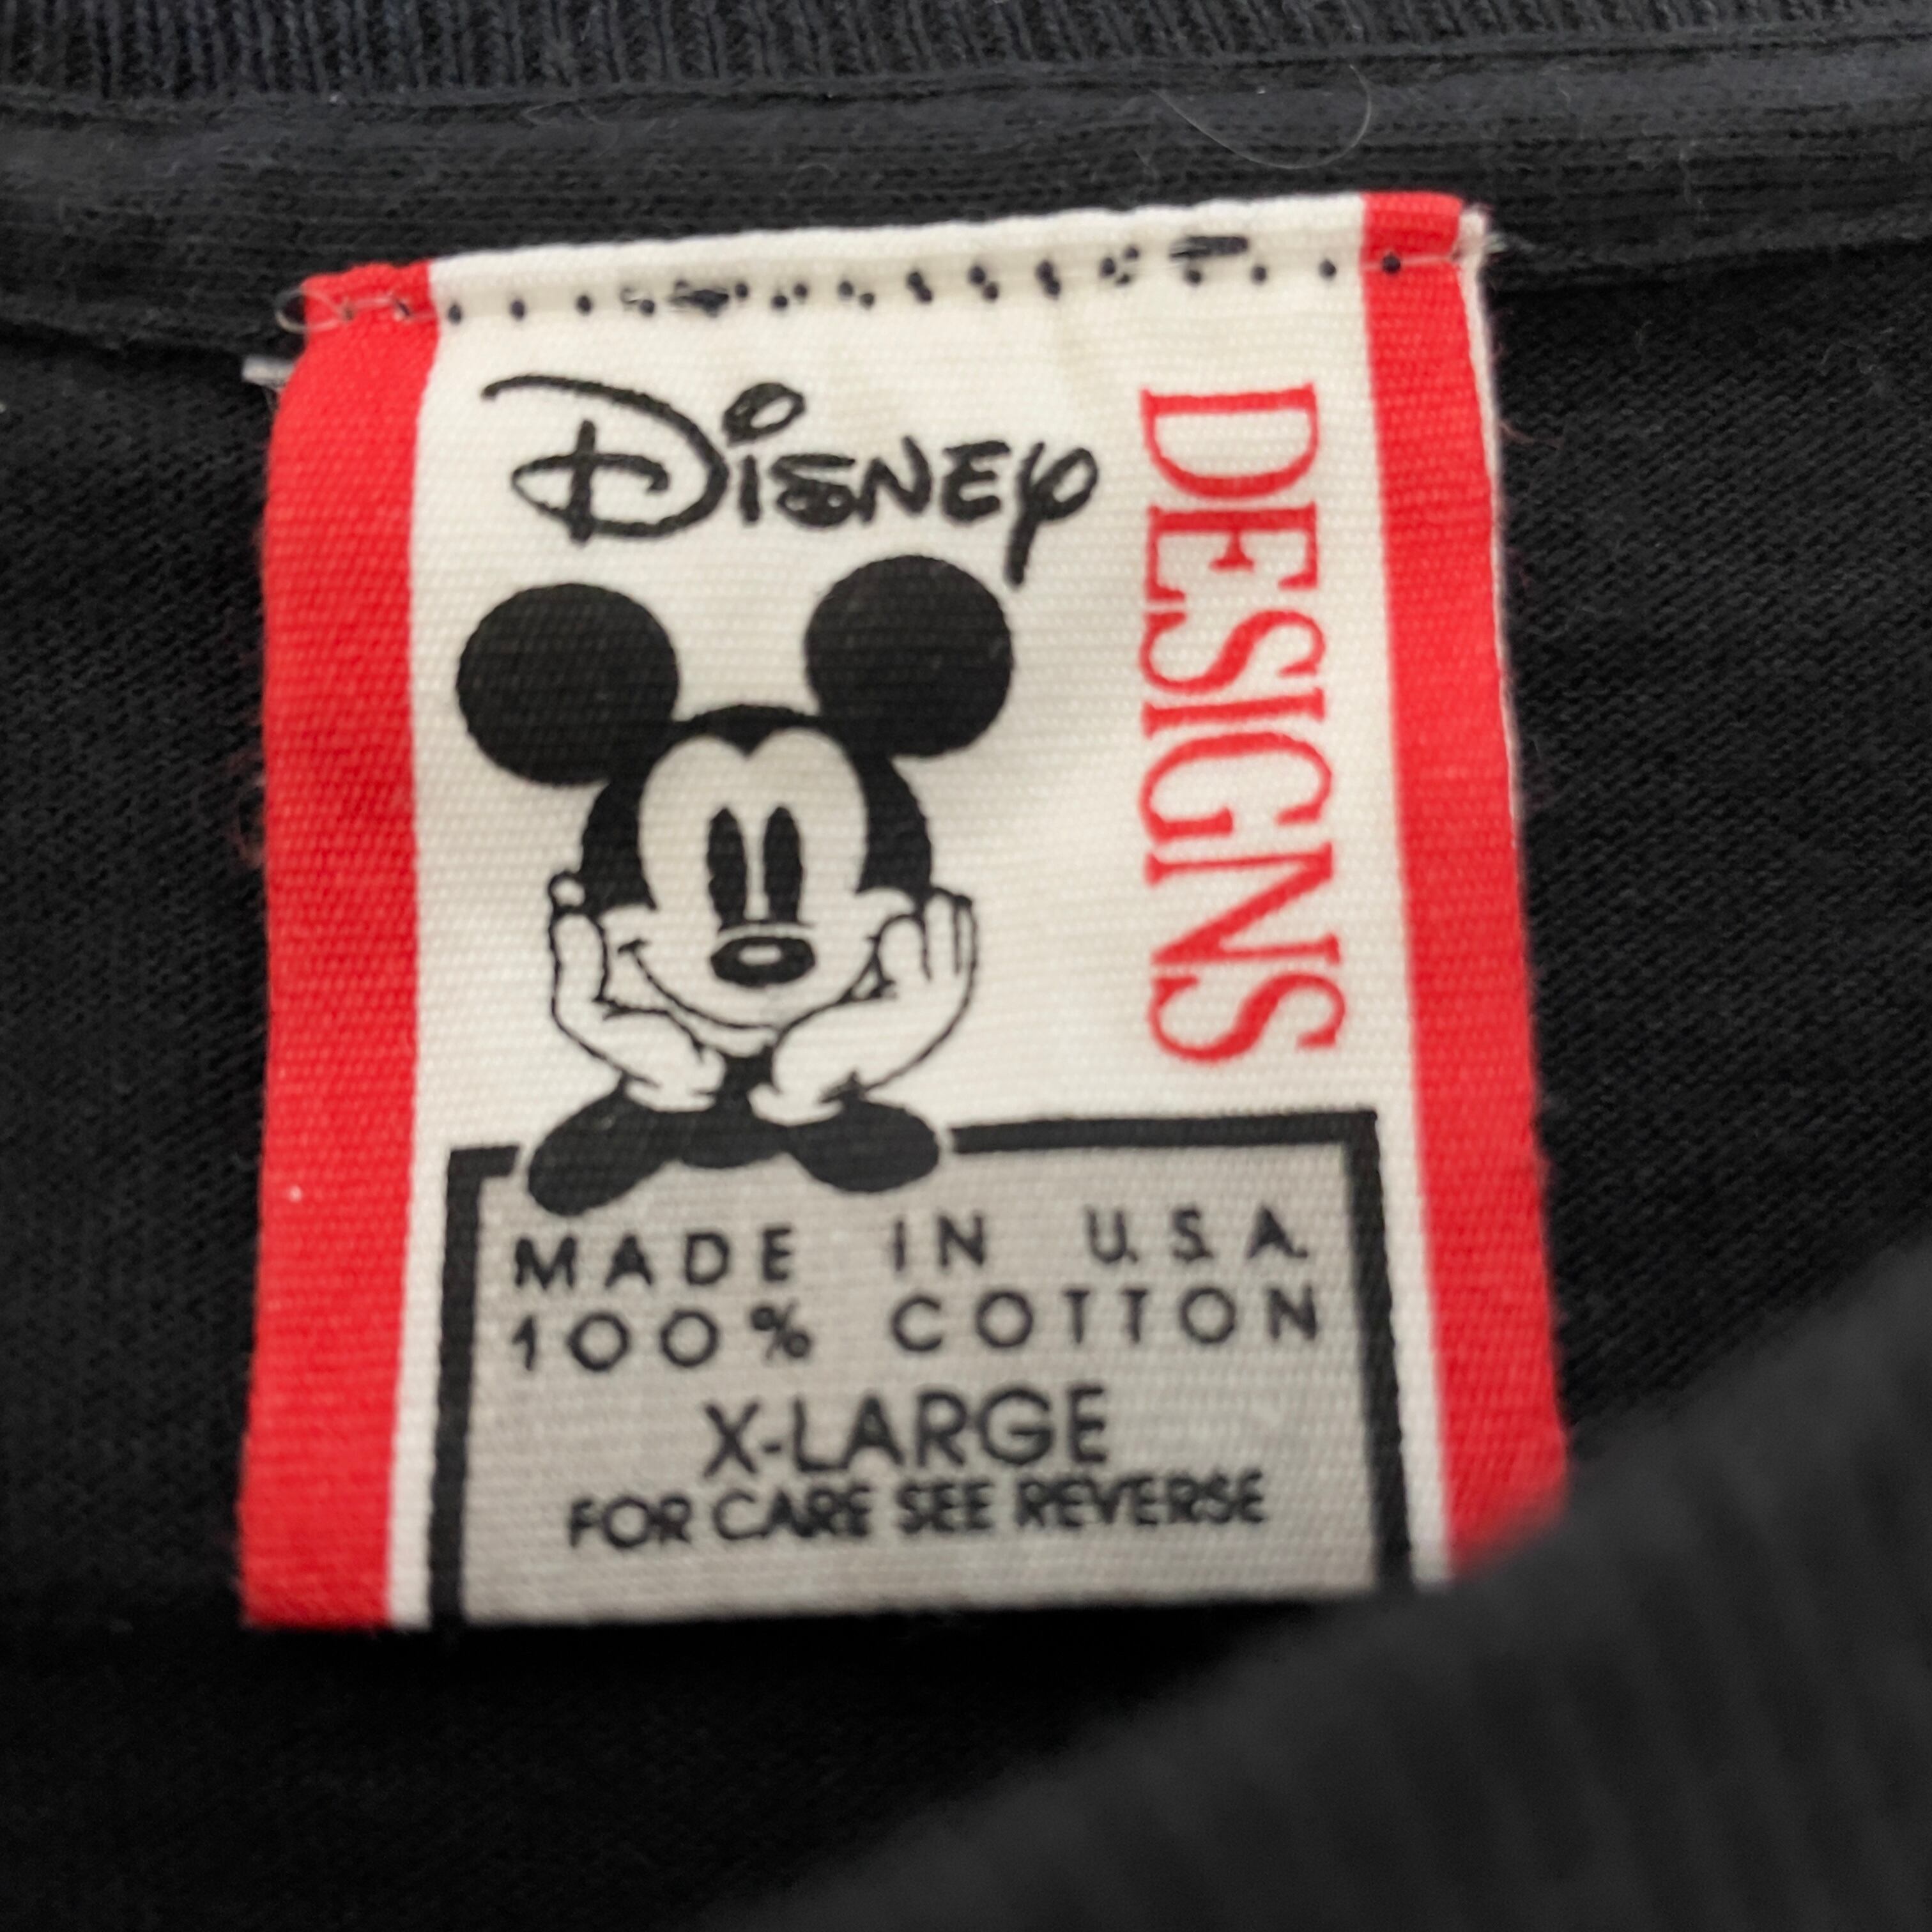 Disney
DESIGNS
MADE IN U.S.A.
100% COTTON
X-LARGE
FOR CARE SEE REVERSE